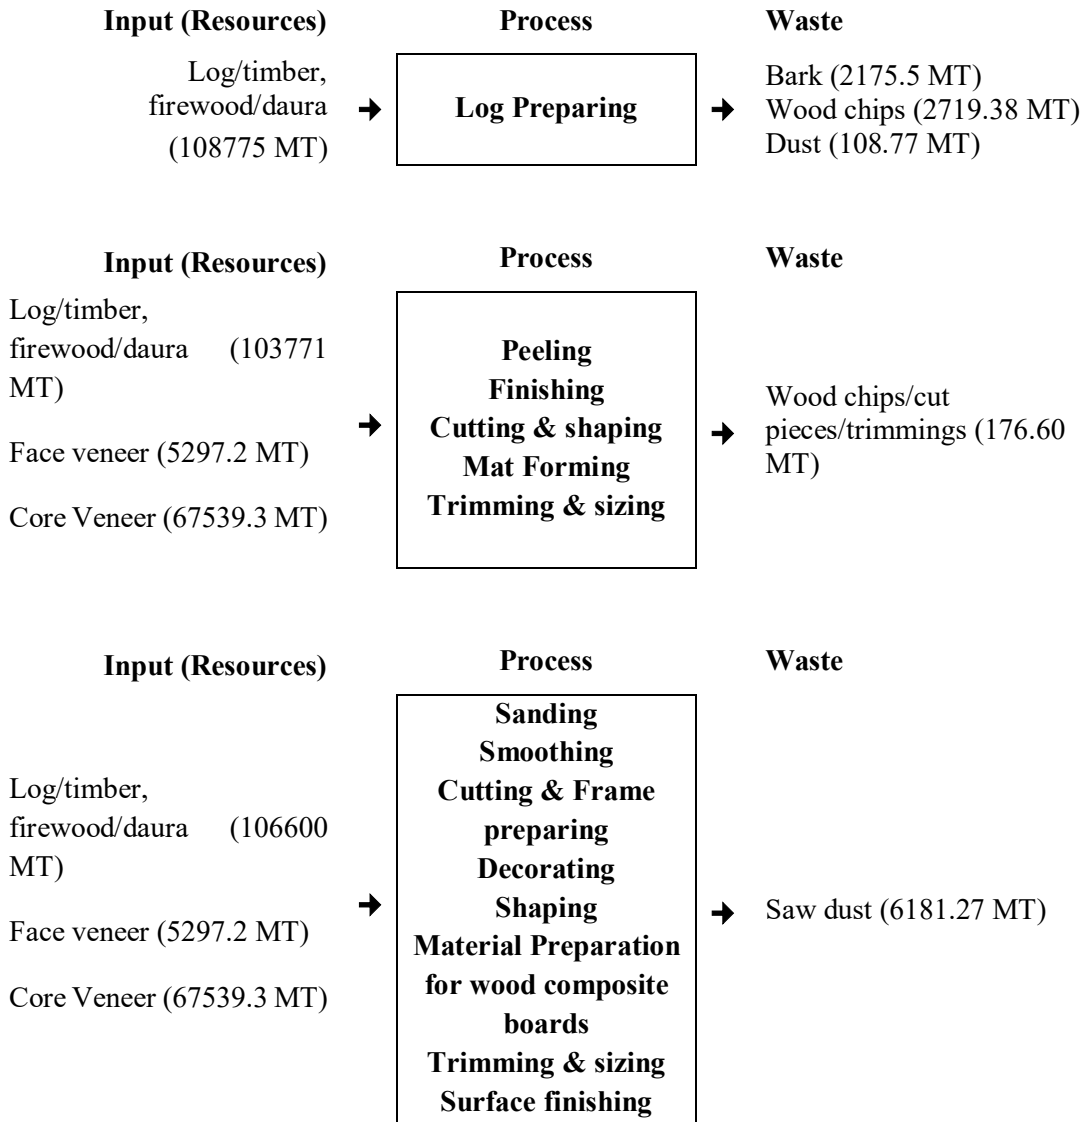 Input (Resources)
Process
Waste
Log/timber,
firewood/daura
(108775 MT)
Log Preparing
Bark (2175.5 MT)
Wood chips (2719.38 MT)
Dust (108.77 MT)
Input (Resources)
Process
Waste
Log/timber,
firewood/daura (103771
MT)
Face veneer (5297.2 MT)
Core Veneer (67539.3 MT)
Peeling
Finishing
Cutting & shaping
Mat Forming
Trimming & sizing
Wood chips/cut
pieces/trimmings (176.60
MT)
Input (Resources)
Process
Waste
Log/timber,
firewood/daura (106600
MT)
Face veneer (5297.2 MT)
Core Veneer (67539.3 MT)
Sanding
Smoothing
Cutting & Frame
preparing
Decorating
Shaping
Material Preparation
for wood composite
boards
Trimming & sizing
Surface finishing
Saw dust (6181.27 MT)